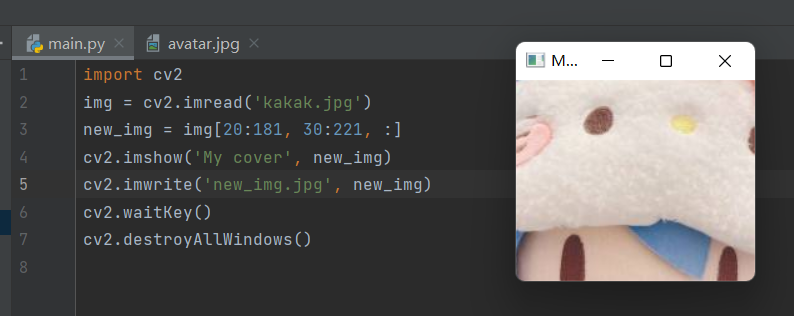 main.py avatar.jpg
M...
1 import cv2
2 img = cv2.imread('kakak.jpg')
3 new_img = img[20:181, 30:221, :]
4 cv2.imshow('My cover', new_img)
5 cv2.imwrite('new_img.jpg', new_img)
6 cv2.waitKey()
7 cv2.destroyAllWindows()
8